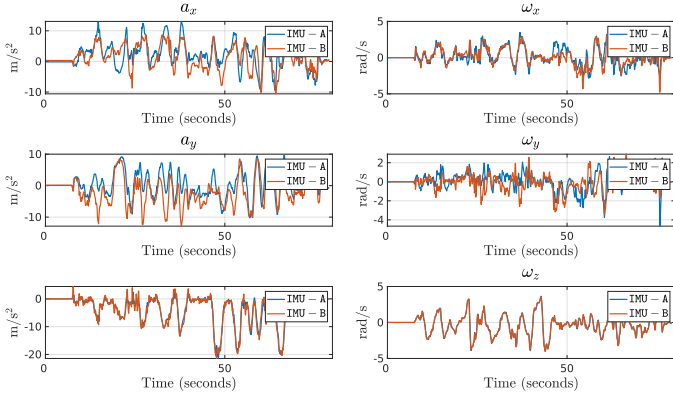 a_x
m/s²
10
0
-10
IMU – A
IMU – B
0
50
Time (seconds)
ω_x
rad/s
5
0
-5
IMU – A
IMU – B
0
50
Time (seconds)
a_y
m/s²
10
0
-10
IMU – A
IMU – B
0
50
Time (seconds)
ω_y
rad/s
2
0
-2
-4
IMU – A
IMU – B
0
50
Time (seconds)
m/s²
0
-10
-20
IMU – A
IMU – B
Time (seconds)
ω_z
rad/s
5
0
-5
IMU – A
IMU – B
0
50
Time (seconds)